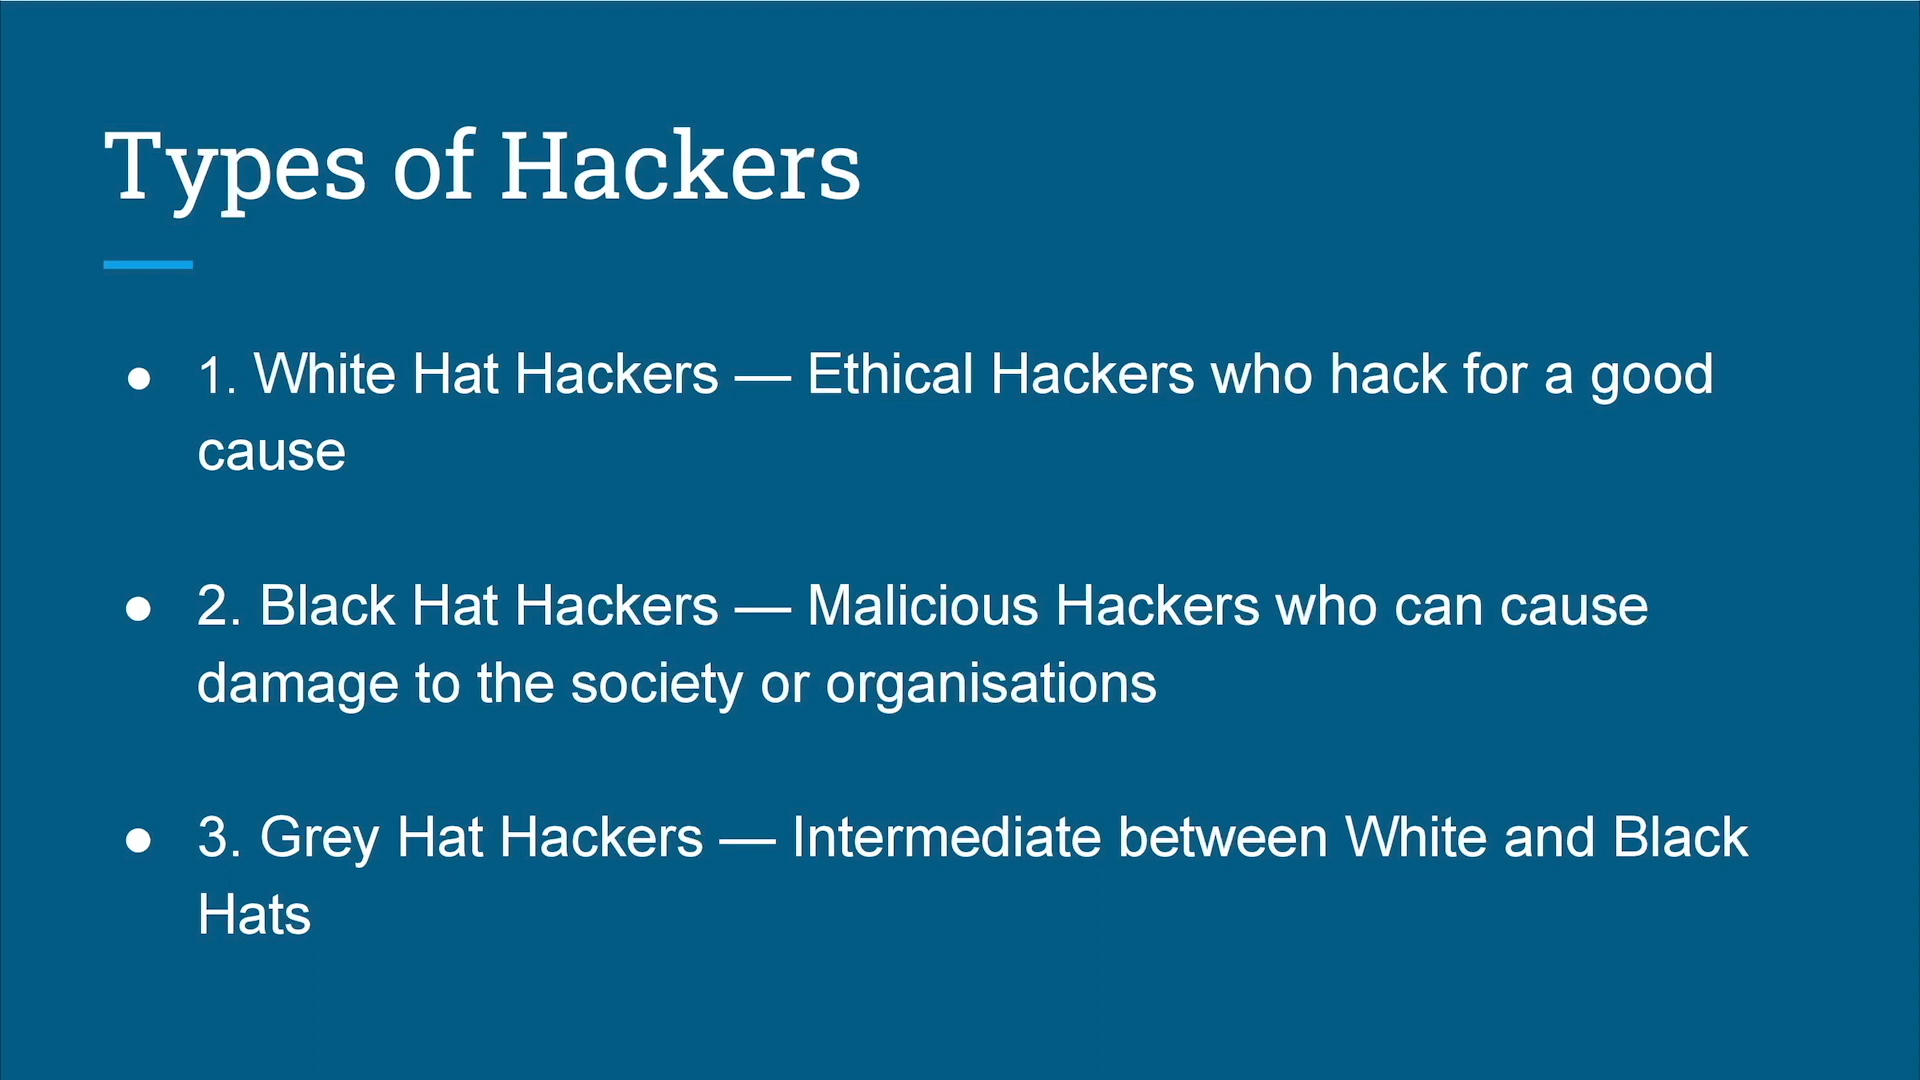 Types of Hackers
● 1. White Hat Hackers — Ethical Hackers who hack for a good
cause
● 2. Black Hat Hackers — Malicious Hackers who can cause
damage to the society or organisations
● 3. Grey Hat Hackers — Intermediate between White and Black
Hats